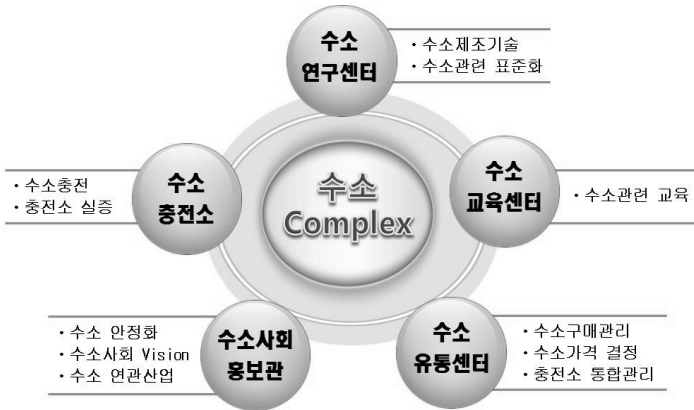 수소
연구센터
· 수소제조기술
· 수소관련 표준화
수소
충전소
· 수소충전
· 충전소 실증
수소
Complex
수소
교육센터
· 수소관련 교육
수소사회
홍보관
· 수소 안정화
· 수소사회 Vision
· 수소 연관산업
수소
유통센터
· 수소구매관리
· 수소가격 결정
· 충전소 통합관리